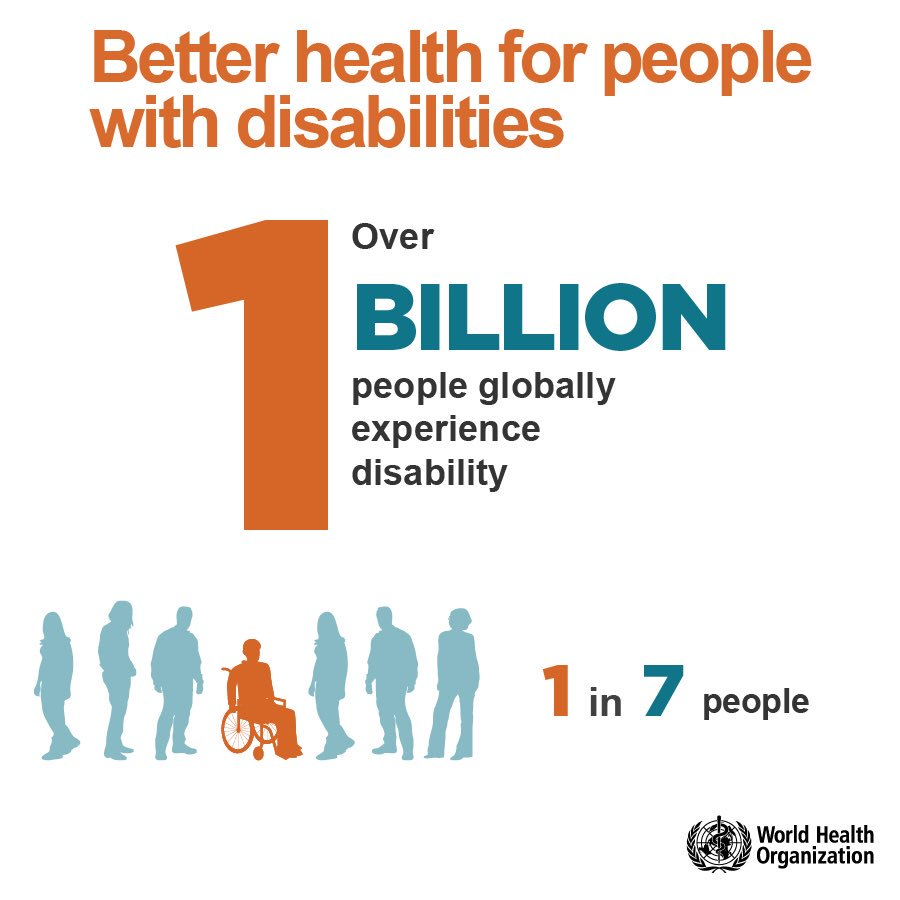 Better health for people
with disabilities
1
Over
BILLION
people globally
experience
disability
1 in 7 people
World Health
Organization